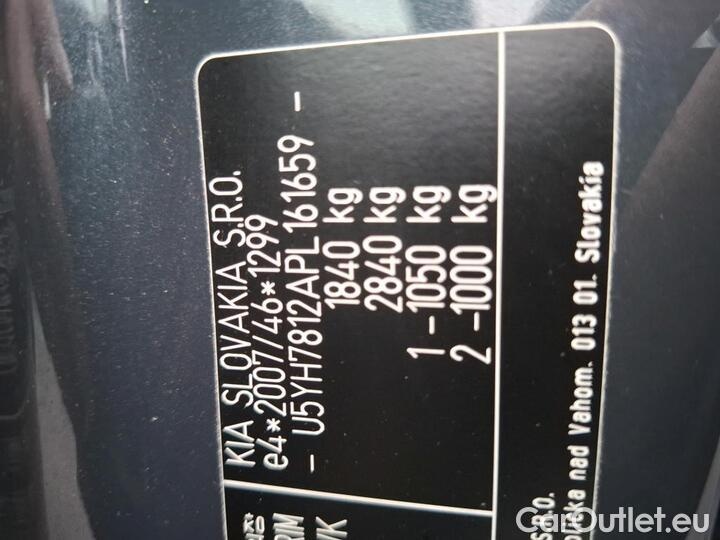 KIA SLOVAKIA S.R.O.
e4*2007/46*1299
- U5YH7812APL161659 -
1840 kg
2840 kg
1 -1050 kg
2 -1000 kg
s.r.o.
nad Vahom. 013 01. Slovakia
CarOutlet.eu